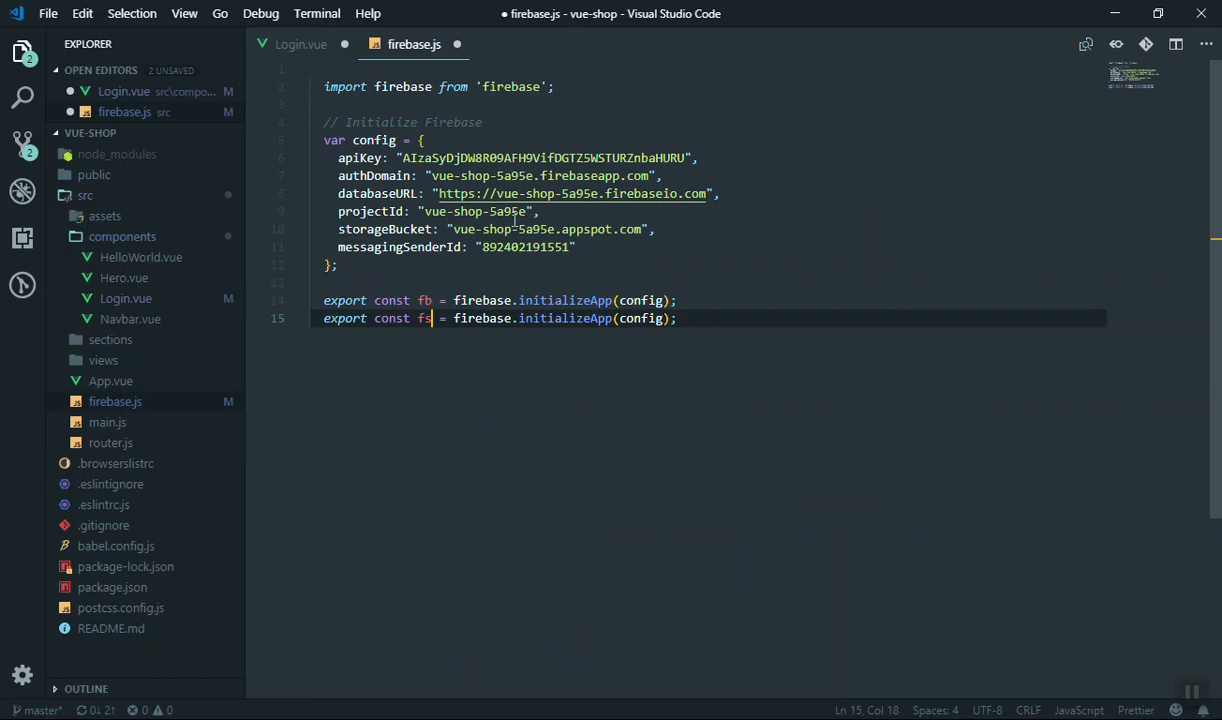 File Edit Selection View Go Debug Terminal Help
● firebase.js - vue-shop - Visual Studio Code
EXPLORER
OPEN EDITORS 2 UNSAVED
Login.vue src\compo... M
firebase.js src M
VUE-SHOP
node_modules
public
src
assets
components
HelloWorld.vue
Hero.vue
Login.vue M
Navbar.vue
sections
views
App.vue
firebase.js M
main.js
router.js
.browserslistrc
.eslintignore
.eslintrc.js
.gitignore
babel.config.js
package-lock.json
package.json
postcss.config.js
README.md
OUTLINE
2
2
Login.vue
firebase.js
1
2 import firebase from 'firebase';
3
4 // Initialize Firebase
5 var config = {
6 apiKey: "AIzaSyDjDW8R09AFH9VifDGTZ5WSTURZnbaHURU",
7 authDomain: "vue-shop-5a95e.firebaseapp.com",
8 databaseURL: "https://vue-shop-5a95e.firebaseio.com",
9 projectId: "vue-shop-5a95e",
10 storageBucket: "vue-shop-5a95e.appspot.com",
11 messagingSenderId: "892402191551"
12 };
13
14 export const fb = firebase.initializeApp(config);
15 export const fs = firebase.initializeApp(config);
master* 0↓ 2↑ 0 0
Ln 15, Col 18 Spaces: 4 UTF-8 CRLF JavaScript Prettier